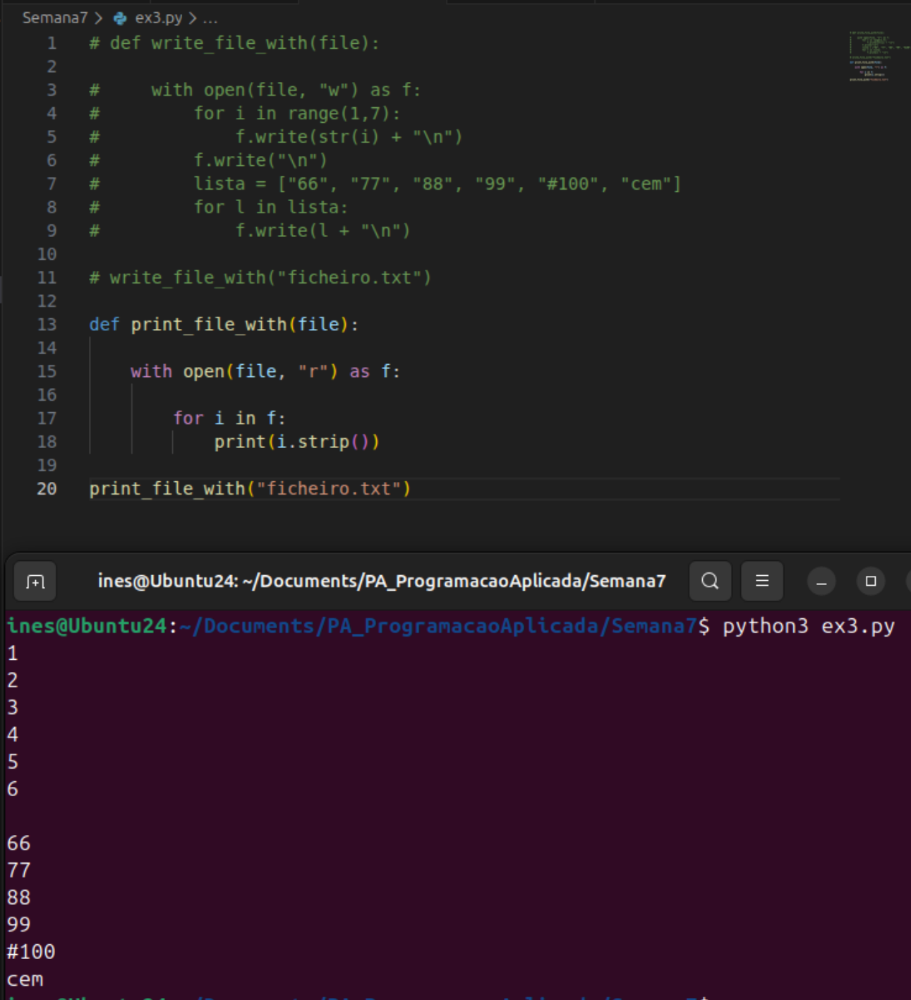 Semana7 > ex3.py > ...
1 # def write_file_with(file):
2
3 #     with open(file, "w") as f:
4 #         for i in range(1,7):
5 #             f.write(str(i) + "\n")
6 #         f.write("\n")
7 #         lista = ["66", "77", "88", "99", "#100", "cem"]
8 #         for l in lista:
9 #             f.write(l + "\n")
10
11 # write_file_with("ficheiro.txt")
12
13 def print_file_with(file):
14
15     with open(file, "r") as f:
16
17         for i in f:
18             print(i.strip())
19
20 print_file_with("ficheiro.txt")
ines@Ubuntu24: ~/Documents/PA_ProgramacaoAplicada/Semana7
ines@Ubuntu24:~/Documents/PA_ProgramacaoAplicada/Semana7$ python3 ex3.py
1
2
3
4
5
6

66
77
88
99
#100
cem